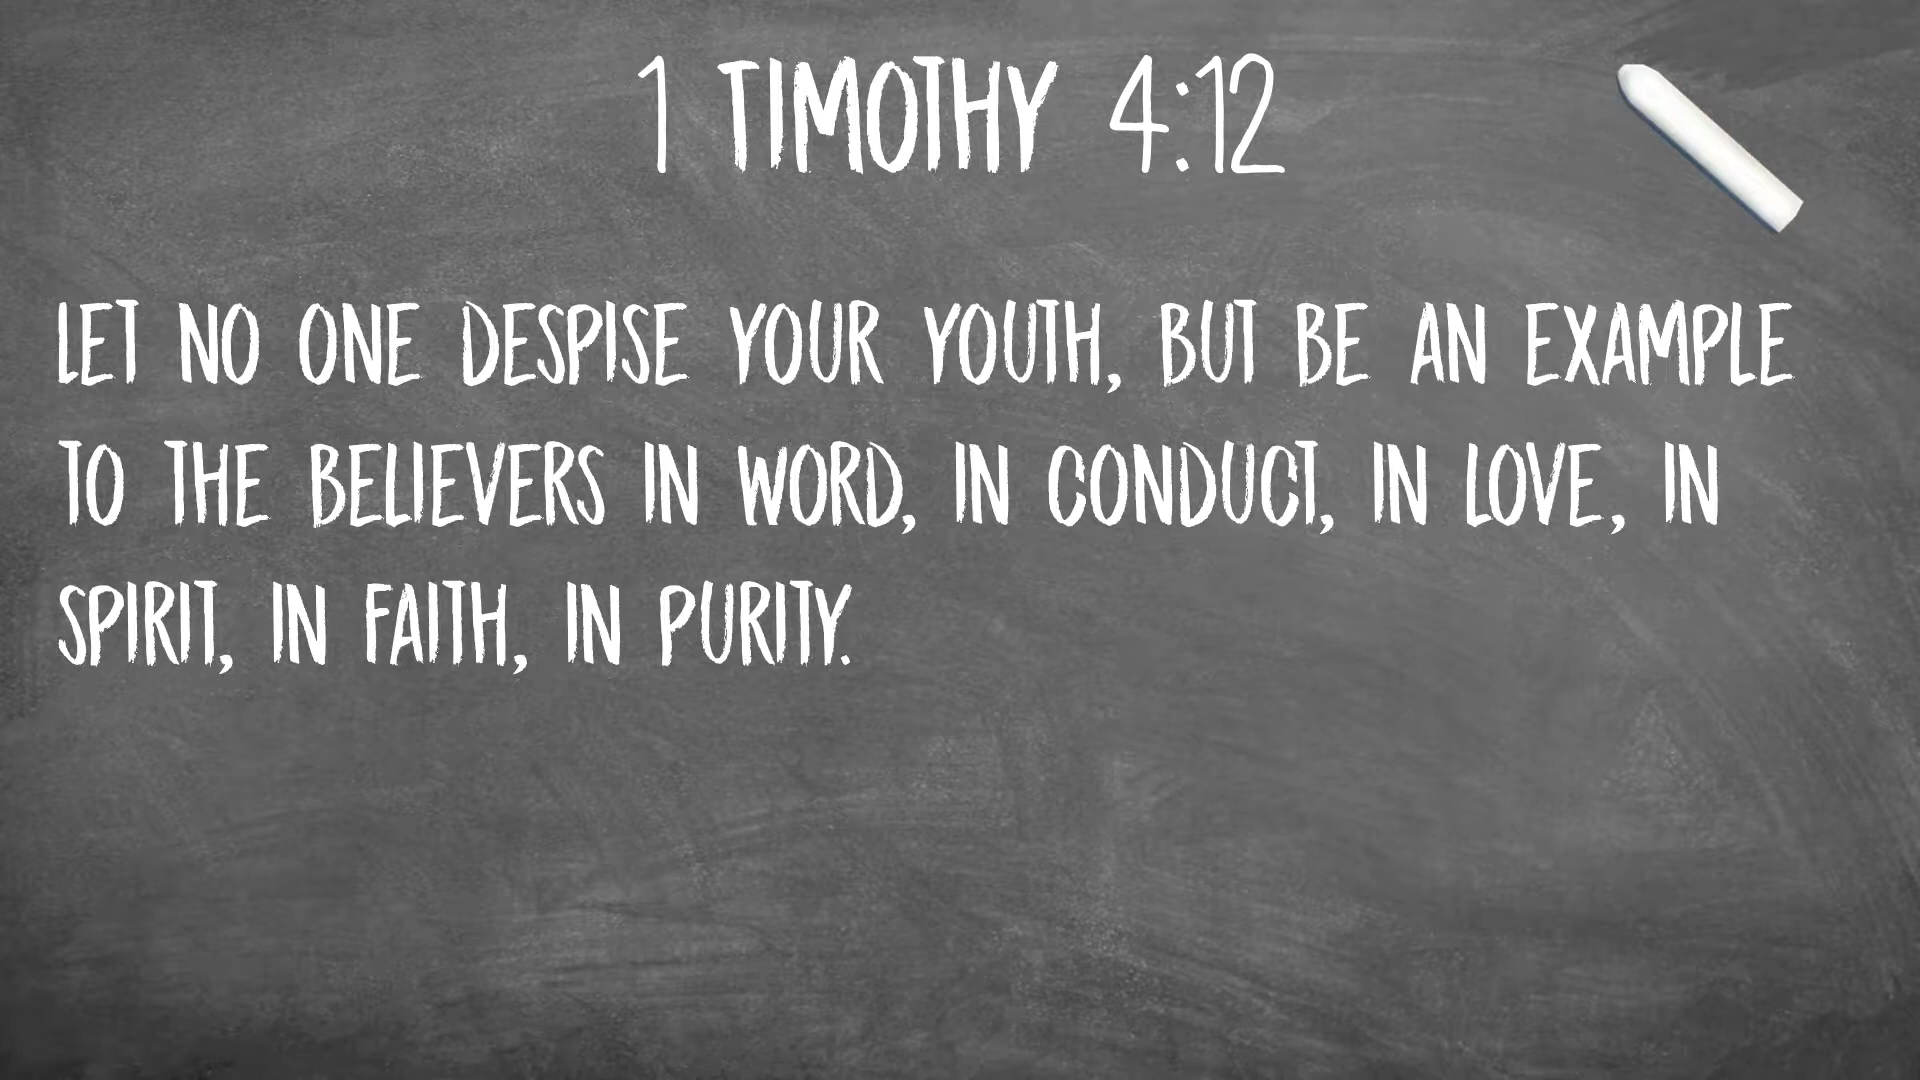 1 TIMOTHY 4:12
LET NO ONE DESPISE YOUR YOUTH, BUT BE AN EXAMPLE
TO THE BELIEVERS IN WORD, IN CONDUCT, IN LOVE, IN
SPIRIT, IN FAITH, IN PURITY.